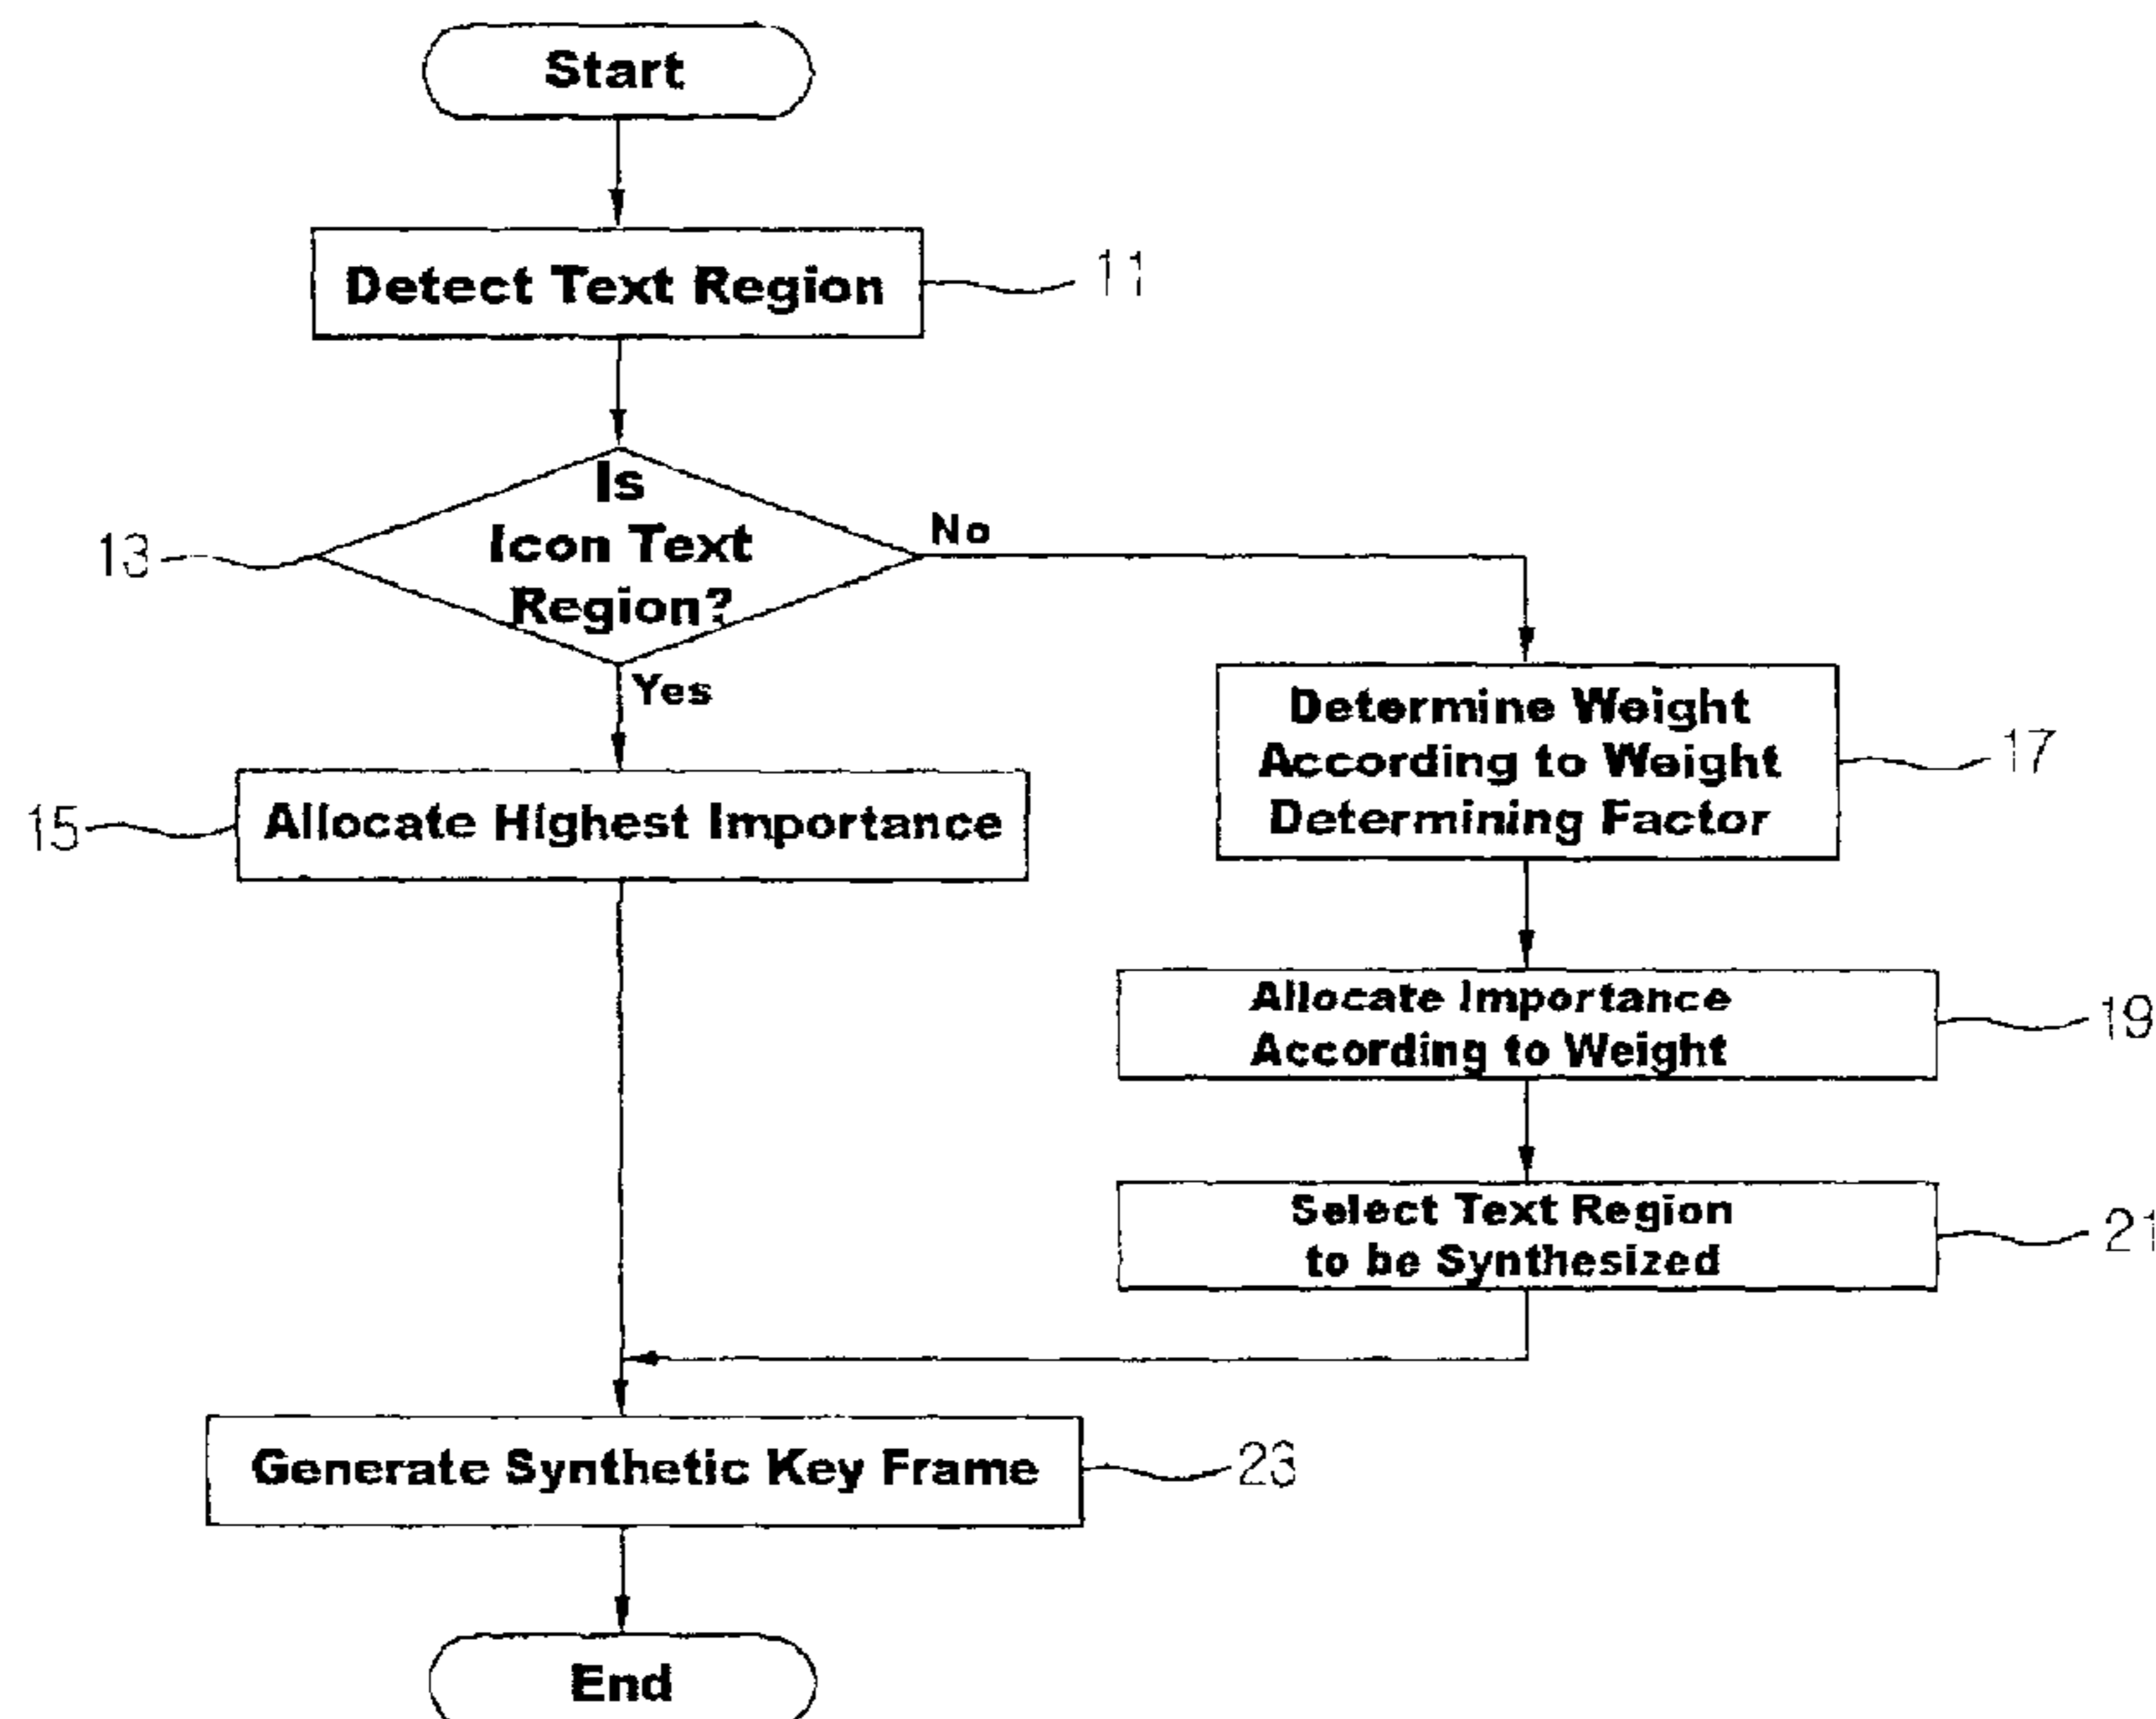 Start
Detect Text Region
11
Is
Icon Text
Region?
13
No
Yes
Determine Weight
According to Weight
Determining Factor
17
Allocate Highest Importance
15
Allocate Importance
According to Weight
19
Select Text Region
to be Synthesized
21
Generate Synthetic Key Frame
23
End